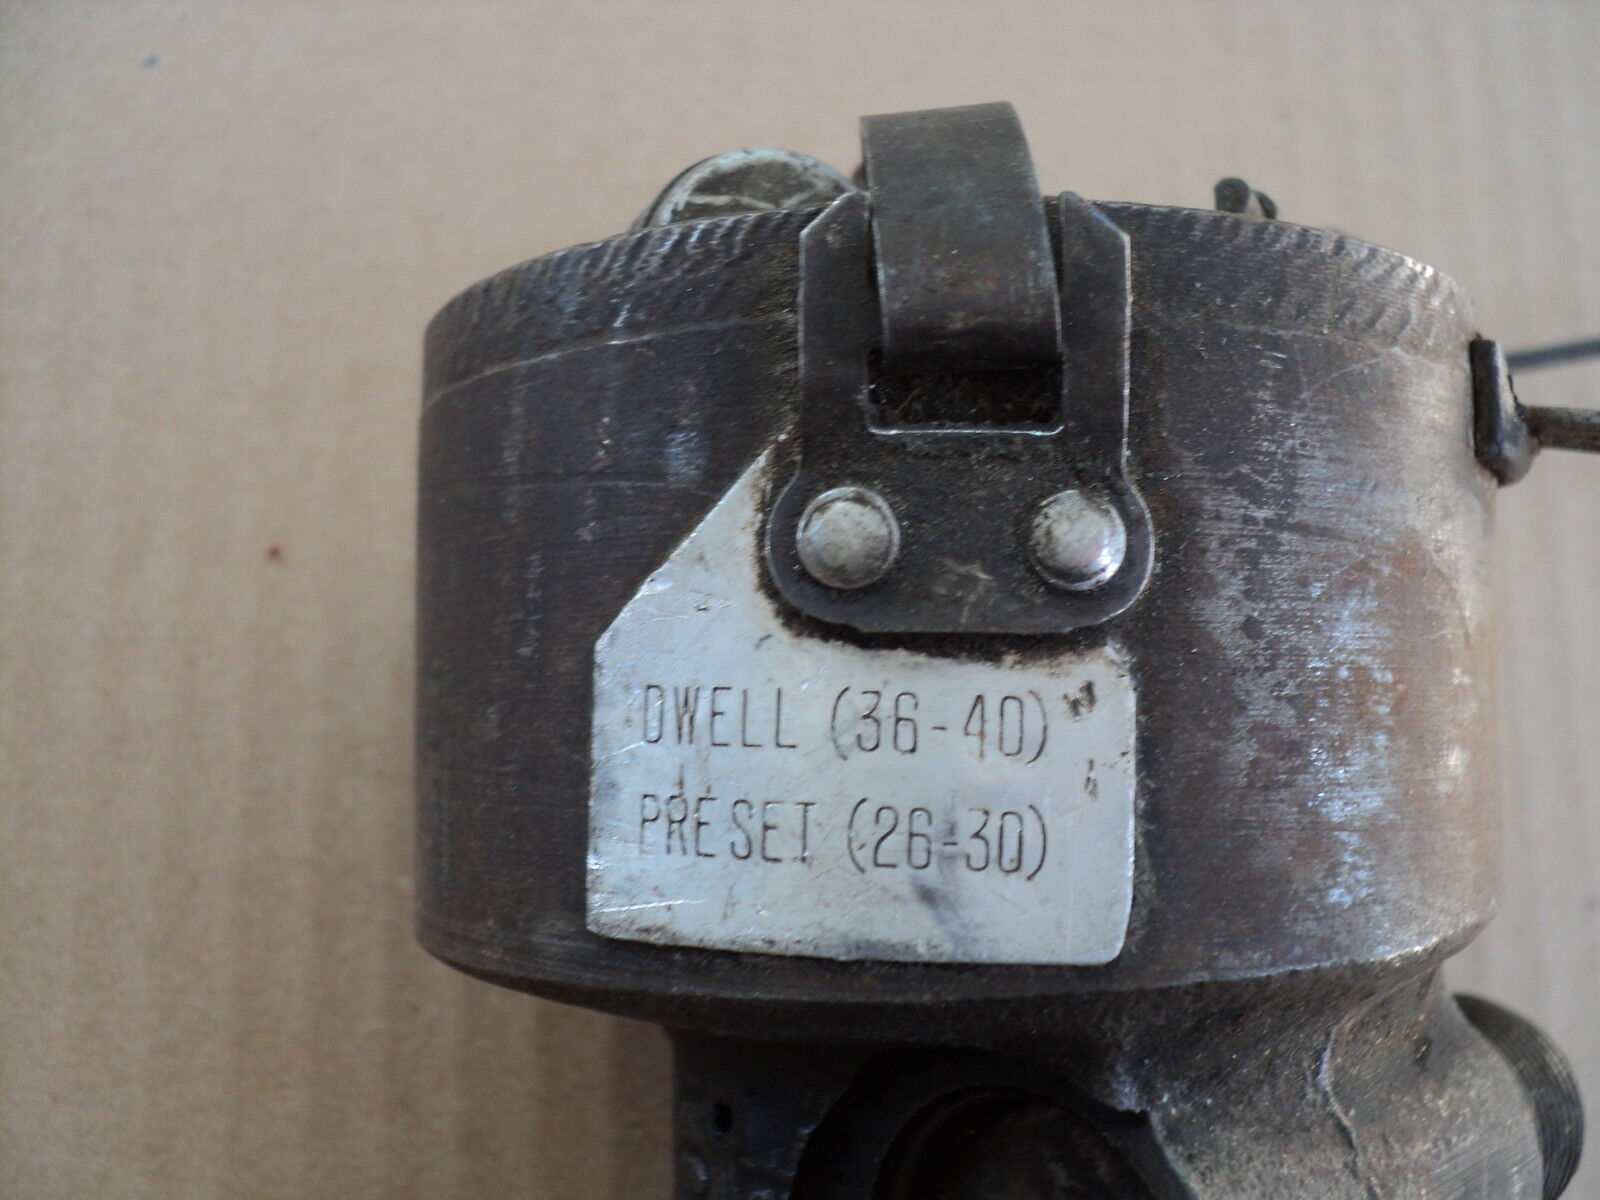 DWELL (36-40)
PRESET (26-30)